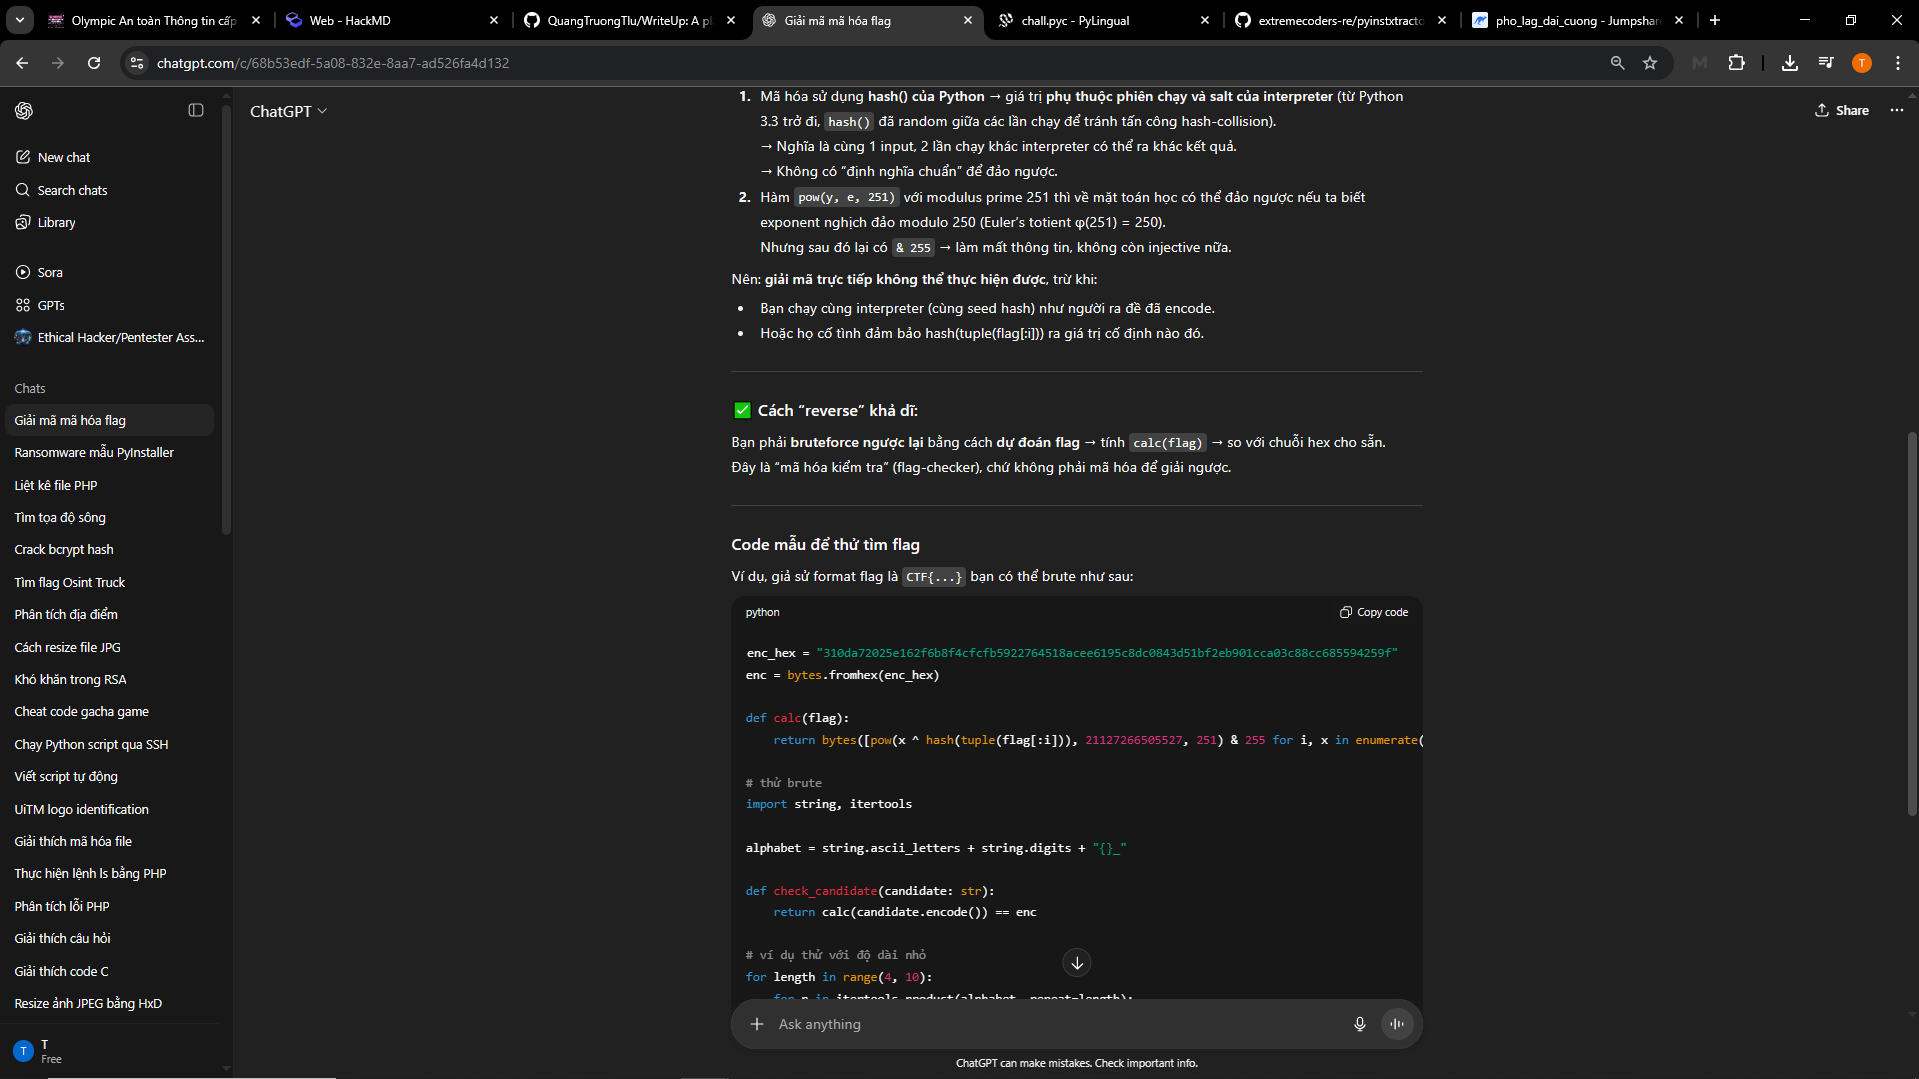 Olympic An toàn Thông tin cấp
Web - HackMD
QuangTruongTlu/WriteUp: A pl
Giải mã mã hóa flag
chall.pyc - PyLingual
extremecoders-re/pyinstxtracto
pho_lag_dai_cuong - Jumpshar
chatgpt.com/c/68b53edf-5a08-832e-8aa7-ad526fa4d132
T
ChatGPT
Share
New chat
Search chats
Library
Sora
GPTs
Ethical Hacker/Pentester Ass...
Chats
Giải mã mã hóa flag
Ransomware mẫu PyInstaller
Liệt kê file PHP
Tìm tọa độ sông
Crack bcrypt hash
Tìm flag Osint Truck
Phân tích địa điểm
Cách resize file JPG
Khó khăn trong RSA
Cheat code gacha game
Chạy Python script qua SSH
Viết script tự động
UiTM logo identification
Giải thích mã hóa file
Thực hiện lệnh ls bằng PHP
Phân tích lỗi PHP
Giải thích câu hỏi
Giải thích code C
Resize ảnh JPEG bằng HxD
T
T
Free
1. Mã hóa sử dụng hash() của Python → giá trị phụ thuộc phiên chạy và salt của interpreter (từ Python
3.3 trở đi, hash() đã random giữa các lần chạy để tránh tấn công hash-collision).
→ Nghĩa là cùng 1 input, 2 lần chạy khác interpreter có thể ra khác kết quả.
→ Không có “định nghĩa chuẩn” để đảo ngược.
2. Hàm pow(y, e, 251) với modulus prime 251 thì về mặt toán học có thể đảo ngược nếu ta biết
exponent nghịch đảo modulo 250 (Euler’s totient φ(251) = 250).
Nhưng sau đó lại có & 255 → làm mất thông tin, không còn injective nữa.
Nên: giải mã trực tiếp không thể thực hiện được, trừ khi:
• Bạn chạy cùng interpreter (cùng seed hash) như người ra đề đã encode.
• Hoặc họ cố tình đảm bảo hash(tuple(flag[:i])) ra giá trị cố định nào đó.
✅ Cách “reverse” khả dĩ:
Bạn phải bruteforce ngược lại bằng cách dự đoán flag → tính calc(flag) → so với chuỗi hex cho sẵn.
Đây là “mã hóa kiểm tra” (flag-checker), chứ không phải mã hóa để giải ngược.
Code mẫu để thử tìm flag
Ví dụ, giả sử format flag là CTF{...} bạn có thể brute như sau:
python
Copy code
enc_hex = "310da72025e162f6b8f4cfcfb5922764518acee6195c8dc0843d51bf2eb901cca03c88cc685594259f"
enc = bytes.fromhex(enc_hex)
def calc(flag):
return bytes([pow(x ^ hash(tuple(flag[:i])), 21127266505527, 251) & 255 for i, x in enumerate(
# thử brute
import string, itertools
alphabet = string.ascii_letters + string.digits + "{}_"
def check_candidate(candidate: str):
return calc(candidate.encode()) == enc
# ví dụ thử với độ dài nhỏ
for length in range(4, 10):
for p in itertools.product(alphabet, repeat=length):
Ask anything
ChatGPT can make mistakes. Check important info.